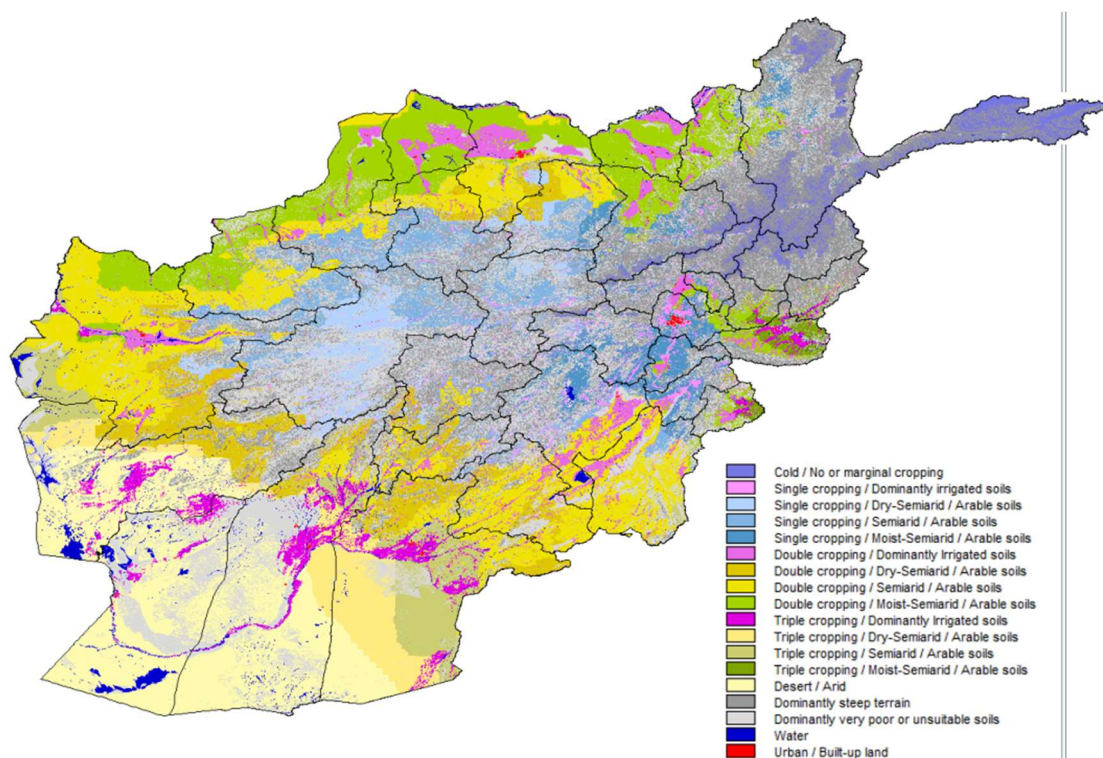 Cold / No or marginal cropping
Single cropping / Dominantly irrigated soils
Single cropping / Dry-Semiarid / Arable soils
Single cropping / Semiarid / Arable soils
Single cropping / Moist-Semiarid / Arable soils
Double cropping / Dominantly Irrigated soils
Double cropping / Dry-Semiarid / Arable soils
Double cropping / Semiarid / Arable soils
Double cropping / Moist-Semiarid / Arable soils
Triple cropping / Dominantly Irrigated soils
Triple cropping / Dry-Semiarid / Arable soils
Triple cropping / Semiarid / Arable soils
Triple cropping / Moist-Semiarid / Arable soils
Desert / Arid
Dominantly steep terrain
Dominantly very poor or unsuitable soils
Water
Urban / Built-up land